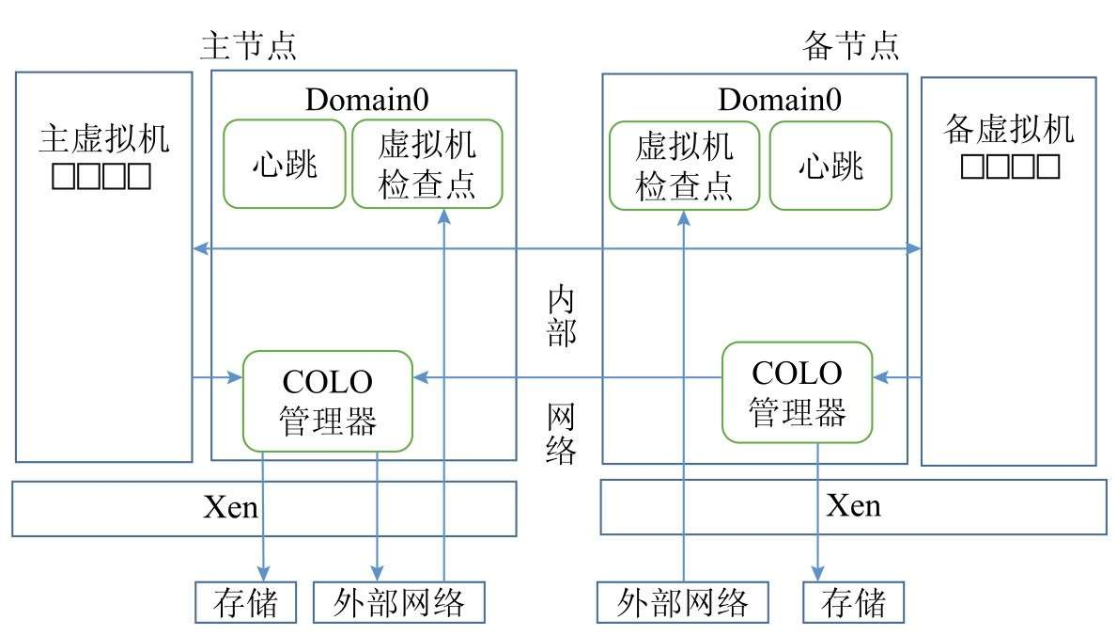 主节点
备节点
主虚拟机
□□□□
Domain0
心跳
虚拟机
检查点
COLO
管理器
内
部
网
络
Domain0
虚拟机
检查点
心跳
COLO
管理器
备虚拟机
□□□□
Xen
Xen
存储
外部网络
外部网络
存储